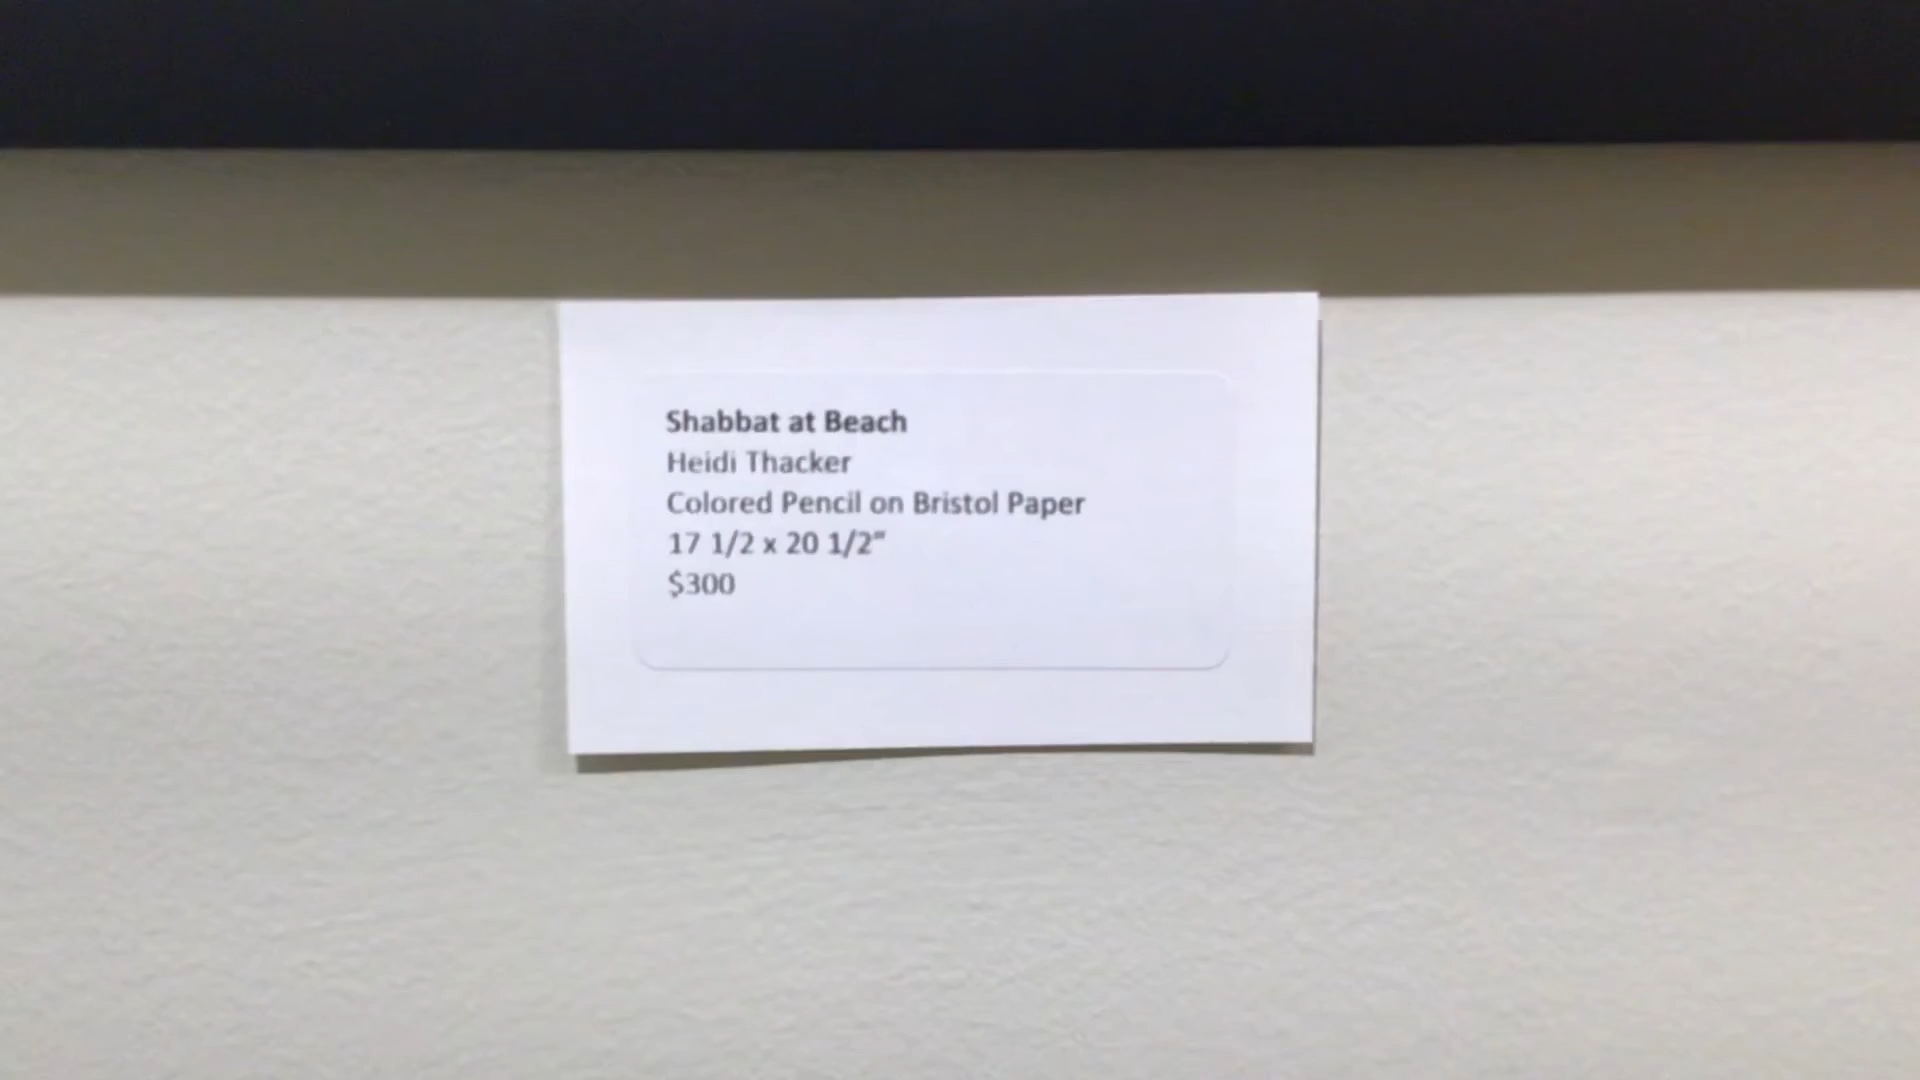 Shabbat at Beach
Heidi Thacker
Colored Pencil on Bristol Paper
17 1/2 x 20 1/2"
$300